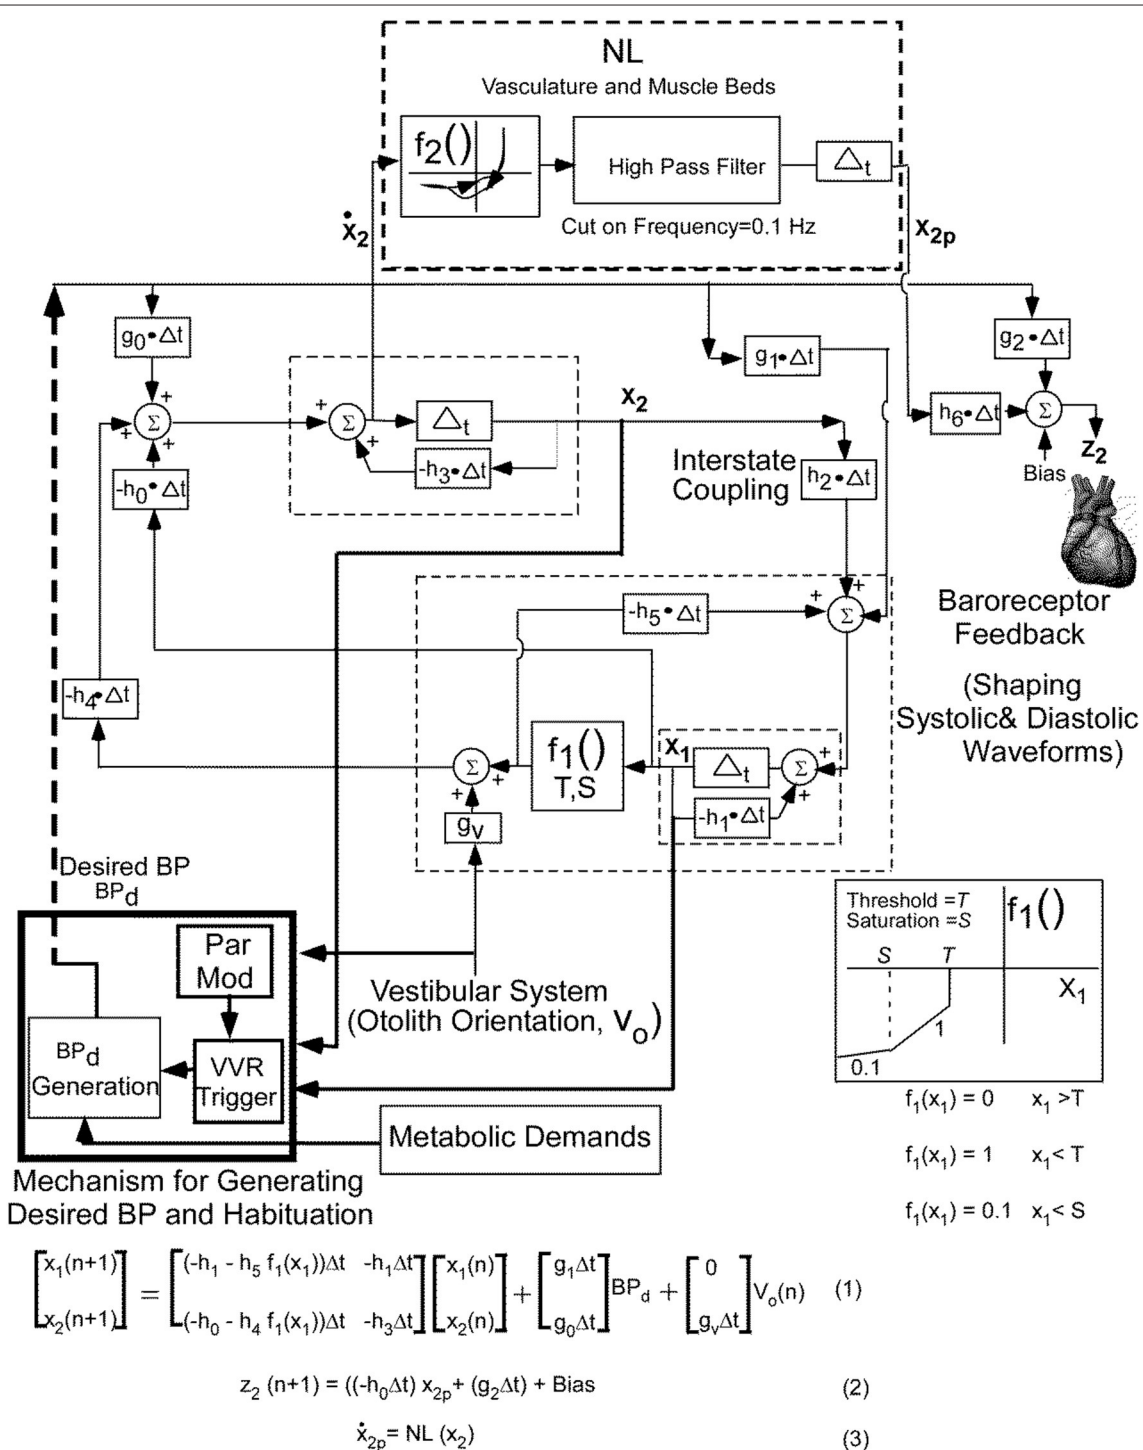 NL
Vasculature and Muscle Beds
f₂()
High Pass Filter
Δt
Cut on Frequency=0.1 Hz
ẋ₂
x₂ₚ
g₀•Δt
g₁•Δt
g₂•Δt
+
Σ
+
+
-h₀•Δt
+
Σ
+
Δt
-h₃•Δt
x₂
Interstate
Coupling
h₂•Δt
h₆•Δt
Σ
z₂
Bias
Baroreceptor
Feedback
(Shaping
Systolic& Diastolic
Waveforms)
-h₅•Δt
+
+
Σ
-h₄•Δt
Σ
+
+
f₁()
T,S
x₁
Δt
Σ
+
+
-h₁•Δt
gᵥ
Desired BP
BPd
Par
Mod
BPd
Generation
VVR
Trigger
Vestibular System
(Otolith Orientation, Vₒ)
Metabolic Demands
Mechanism for Generating
Desired BP and Habituation
Threshold =T
Saturation =S
f₁()
S
T
X₁
1
0.1
f₁(x₁) = 0 x₁ >T
f₁(x₁) = 1 x₁< T
f₁(x₁) = 0.1 x₁< S
x₁(n+1) (-h₁ - h₅ f₁(x₁))Δt -h₁Δt x₁(n) g₁Δt 0
= + BPd + Vₒ(n) (1)
x₂(n+1) (-h₀ - h₄ f₁(x₁))Δt -h₃Δt x₂(n) g₀Δt gᵥΔt
z₂ (n+1) = ((-h₀Δt) x₂ₚ+ (g₂Δt) + Bias (2)
ẋ₂ₚ= NL (x₂) (3)